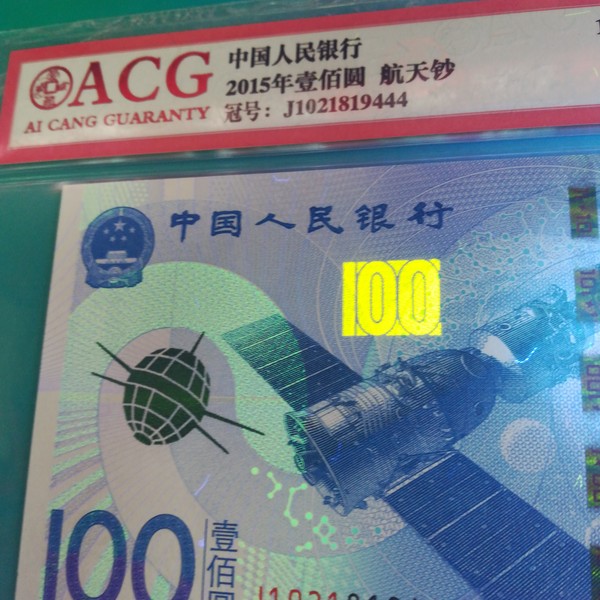 ACG
AI CANG GUARANTY
中国人民银行
2015年壹佰圆 航天钞
冠号: J1021819444
中国人民银行
100
100
壹佰圆